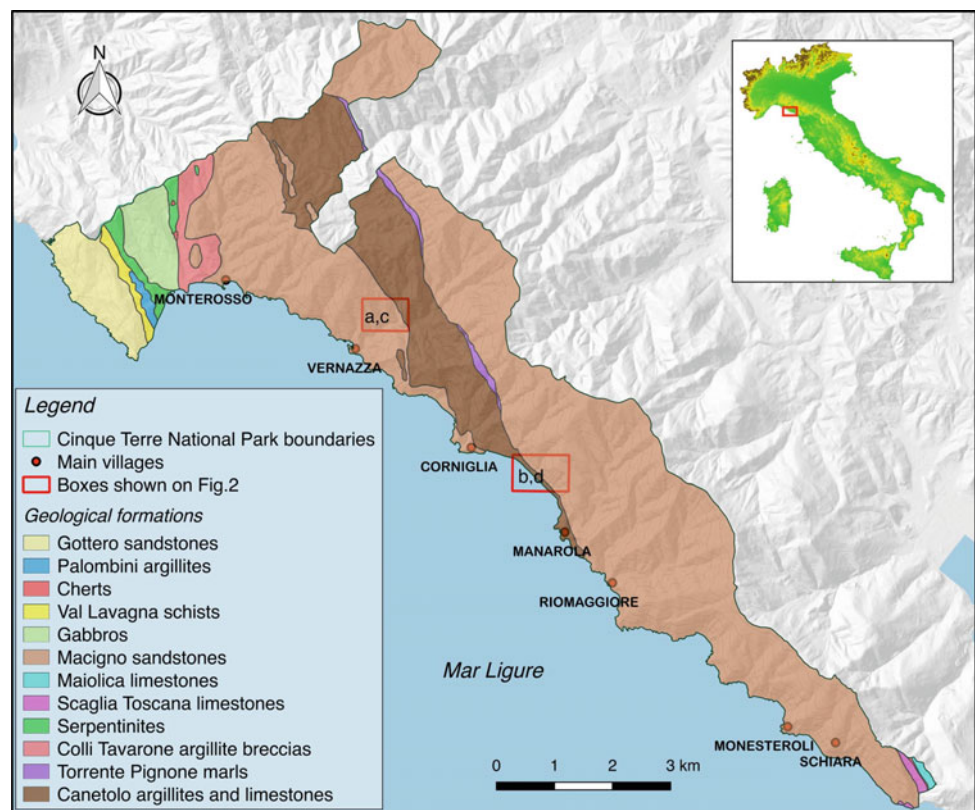 N
MONTEROSSO
a,c
VERNAZZA
Legend
Cinque Terre National Park boundaries
Main villages
Boxes shown on Fig.2
CORNIGLIA
b,d
Geological formations
Gottero sandstones
Palombini argillites
Cherts
Val Lavagna schists
Gabbros
Macigno sandstones
Maiolica limestones
Scaglia Toscana limestones
Serpentinites
Colli Tavarone argillite breccias
Torrente Pignone marls
Canetolo argillites and limestones
MANAROLA
RIOMAGGIORE
Mar Ligure
MONESTEROLI
SCHIARA
0 1 2 3 km